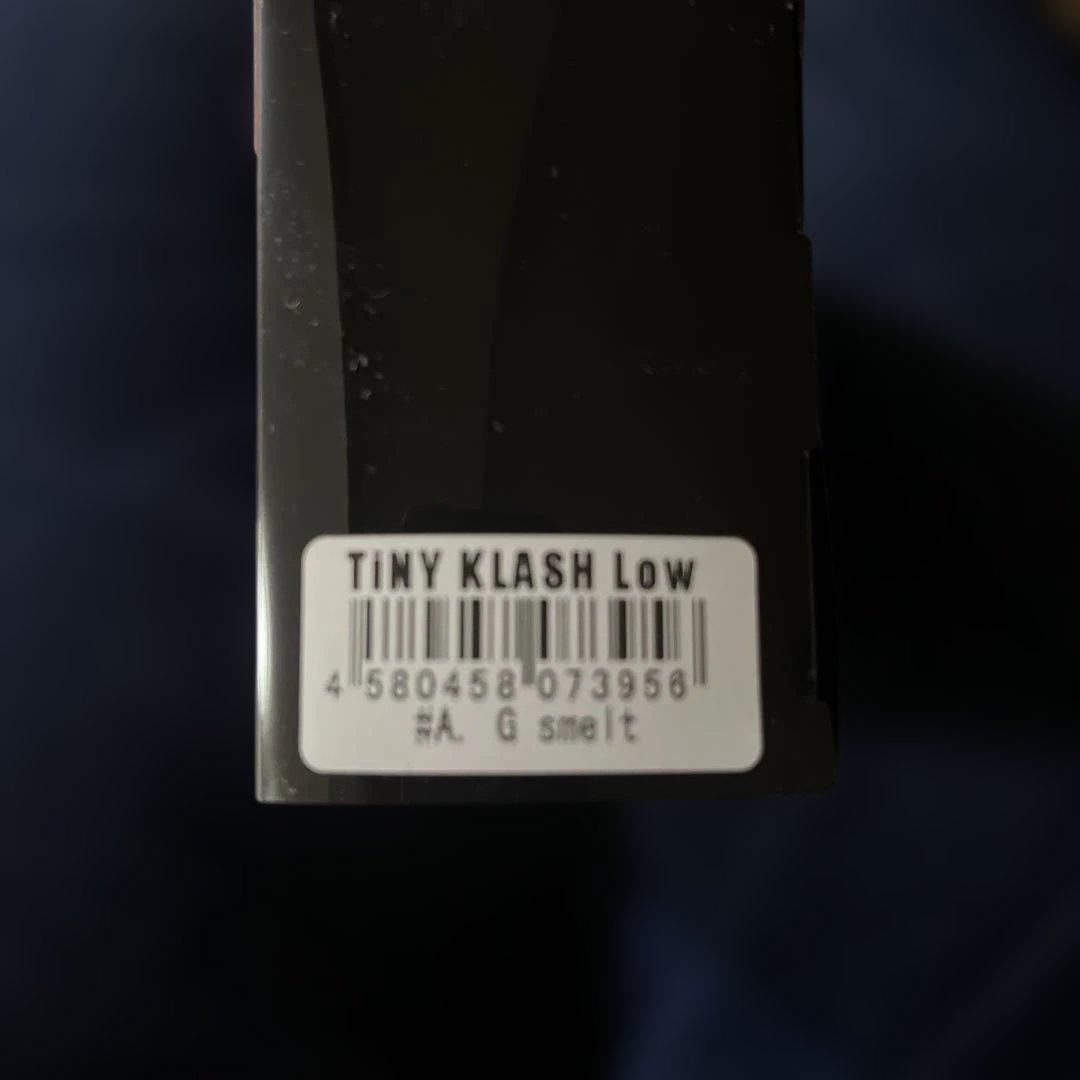 TiNY KLASH Low
4 580458 073956
#A. G smelt